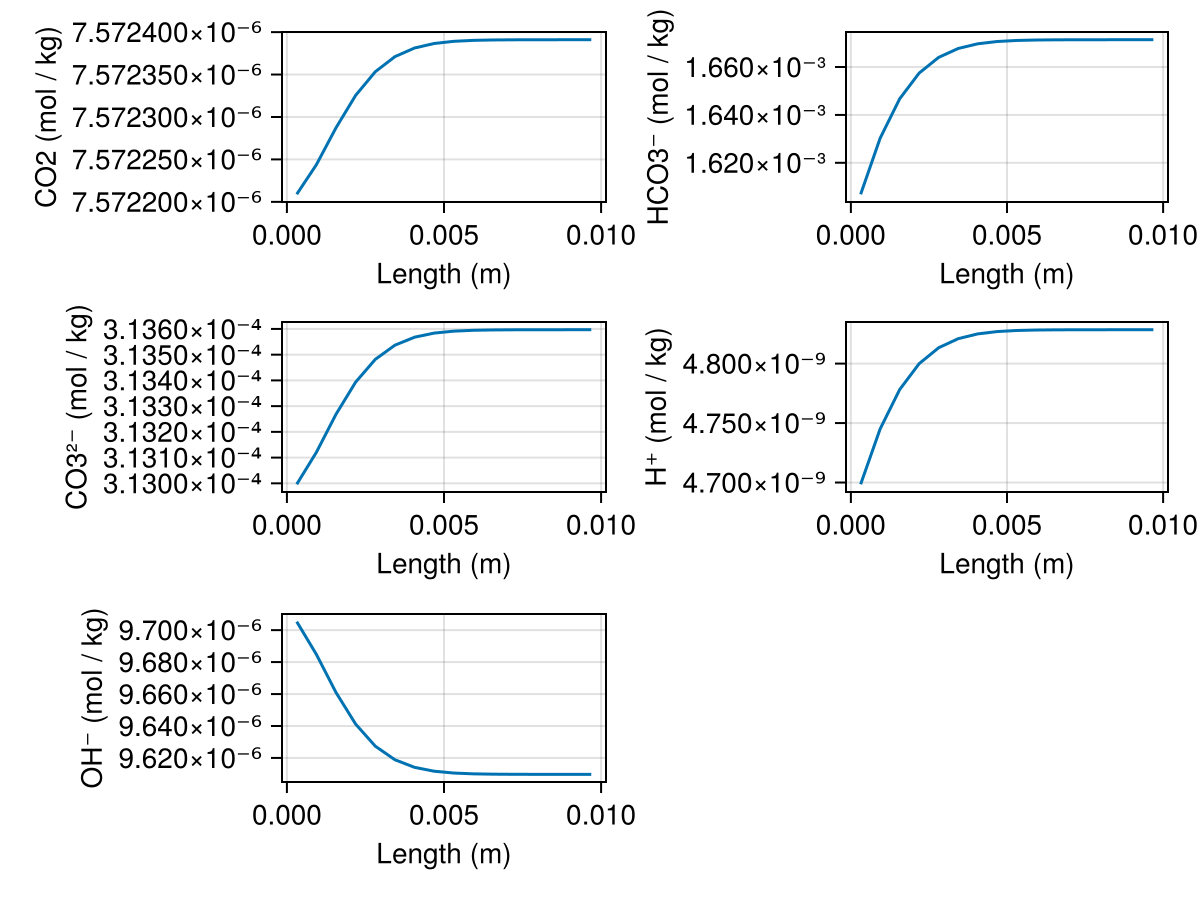 CO2 (mol / kg)
7.572400×10⁻⁶
7.572350×10⁻⁶
7.572300×10⁻⁶
7.572250×10⁻⁶
7.572200×10⁻⁶
0.000 0.005 0.010
Length (m)
HCO3⁻ (mol / kg)
1.660×10⁻³
1.640×10⁻³
1.620×10⁻³
0.000 0.005 0.010
Length (m)
CO3²⁻ (mol / kg)
3.1360×10⁻⁴
3.1350×10⁻⁴
3.1340×10⁻⁴
3.1330×10⁻⁴
3.1320×10⁻⁴
3.1310×10⁻⁴
3.1300×10⁻⁴
0.000 0.005 0.010
Length (m)
H⁺ (mol / kg)
4.800×10⁻⁹
4.750×10⁻⁹
4.700×10⁻⁹
0.000 0.005 0.010
Length (m)
OH⁻ (mol / kg)
9.700×10⁻⁶
9.680×10⁻⁶
9.660×10⁻⁶
9.640×10⁻⁶
9.620×10⁻⁶
0.000 0.005 0.010
Length (m)